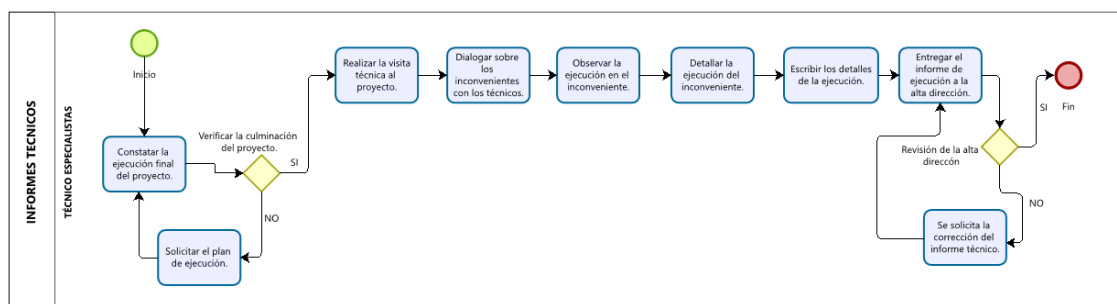 INFORMES TECNICOS
TÉCNICO ESPECIALISTAS
Inicio
Constatar la
ejecución final
del proyecto.
Verificar la culminación
del proyecto.
SI
NO
Solicitar el plan
de ejecución.
Realizar la visita
técnica al
proyecto.
Dialogar sobre
los
inconvenientes
con los técnicos.
Observar la
ejecución en el
inconveniente.
Detallar la
ejecución del
inconveniente.
Escribir los detalles
de la ejecución.
Entregar el
informe de
ejecución a la
alta dirección.
Revisión de la alta
direccón
SI
Fin
NO
Se solicita la
corrección del
informe técnico.